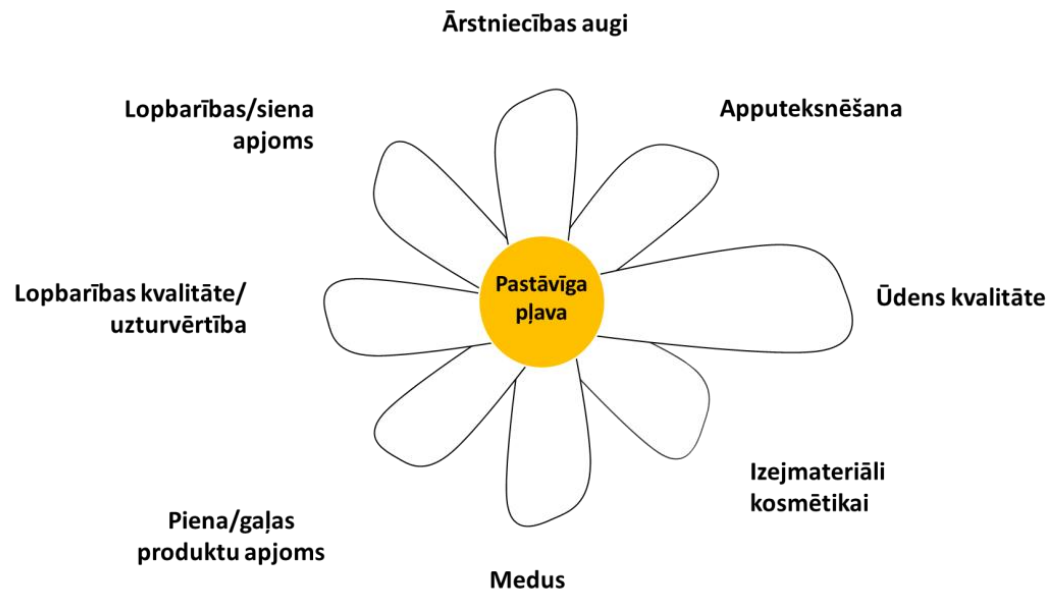 Ārstniecības augi
Lopbarības/siena
apjoms
Apputeksnēšana
Pastāvīga
pļava
Lopbarības kvalitāte/
uzturvērtība
Ūdens kvalitāte
Izejmateriāli
kosmētikai
Piena/gaļas
produktu apjoms
Medus